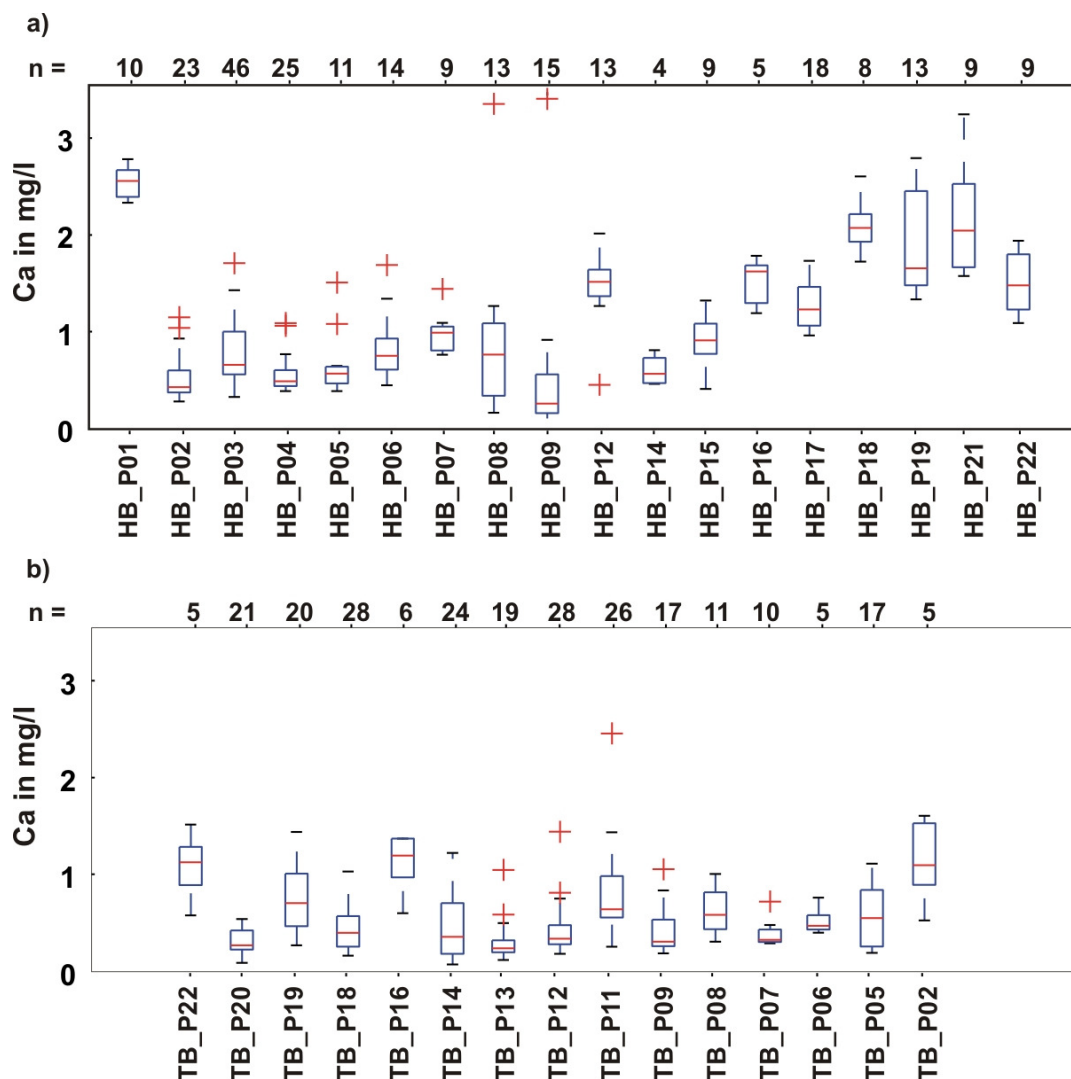 a)
n = 10 23 46 25 11 14 9 13 15 13 4 9 5 18 8 13 9 9
Ca in mg/l
3
2
1
0
HB_P01 HB_P02 HB_P03 HB_P04 HB_P05 HB_P06 HB_P07 HB_P08 HB_P09 HB_P12 HB_P14 HB_P15 HB_P16 HB_P17 HB_P18 HB_P19 HB_P21 HB_P22
b)
n = 5 21 20 28 6 24 19 28 26 17 11 10 5 17 5
Ca in mg/l
3
2
1
0
TB_P22 TB_P20 TB_P19 TB_P18 TB_P16 TB_P14 TB_P13 TB_P12 TB_P11 TB_P09 TB_P08 TB_P07 TB_P06 TB_P05 TB_P02